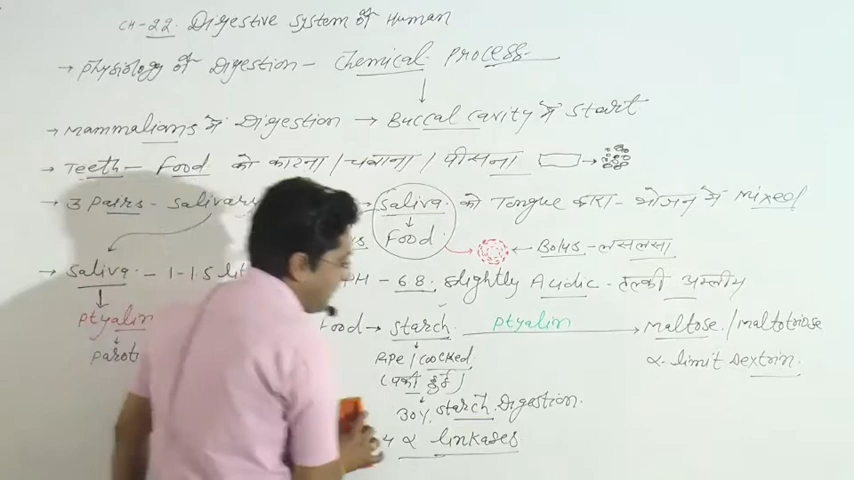 CH-22. Digestive System of Human
→ Physiology of Digestion - Chemical Process
→ Mammalians में Digestion → Buccal cavity में start
→ Teeth - Food को काटना / चबाना / पीसना →
→ 3 pairs - Salivary saliva को Tongue द्वारा - भोजन में mixed
Food ← Bolus - लसलसा
→ Saliva - 1-1.5 lit PH - 6.8. slightly Acidic - हल्की अम्लीय
Ptyalin Food → starch Ptyalin → Maltose / Maltotriose
Parot Ripe / coocked α-limit Dextrin.
(पकी हुई)
30% starch Digestion.
4 α linkases